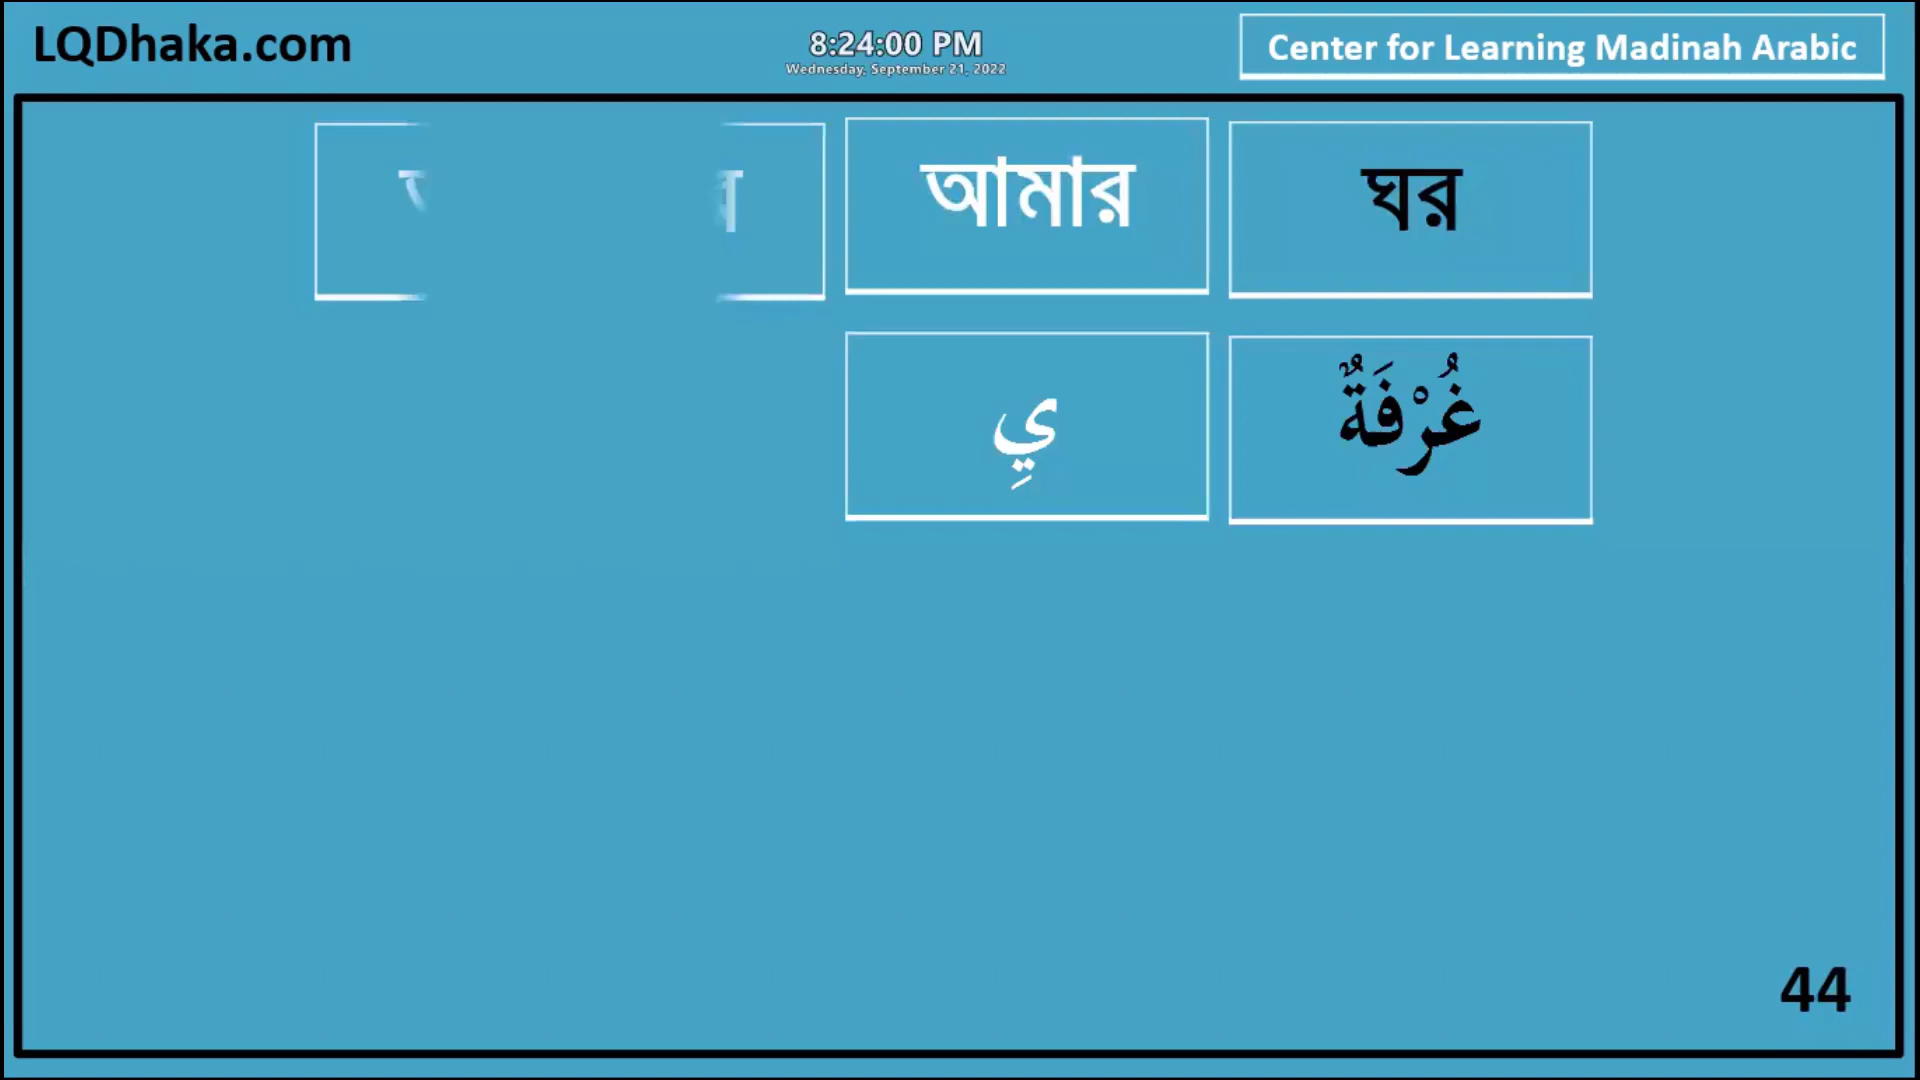 LQDhaka.com
8:24:00 PM
Wednesday, September 21, 2022
Center for Learning Madinah Arabic
আমার
ঘর
يِ
غُرْفَةٌ
44